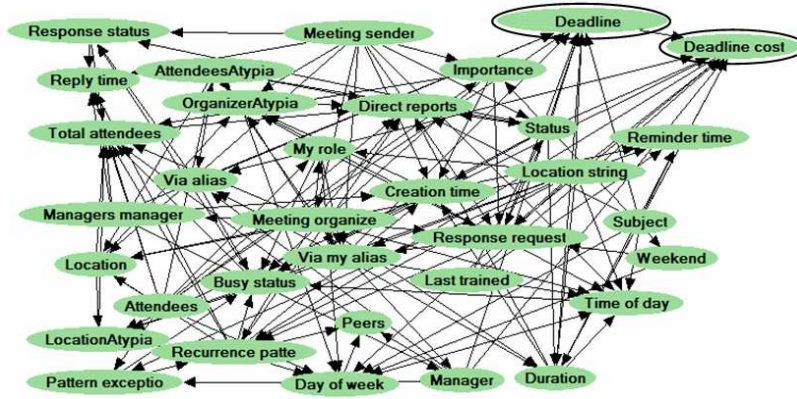 Deadline
Response status
Meeting sender
Deadline cost
Reply time
AttendeesAtypia
Importance
OrganizerAtypia
Direct reports
Total attendees
Status
Reminder time
My role
Via alias
Creation time
Location string
Managers manager
Meeting organize
Subject
Response request
Location
Via my alias
Weekend
Busy status
Last trained
Attendees
Time of day
Peers
LocationAtypia
Recurrence patte
Pattern exceptio
Day of week
Manager
Duration